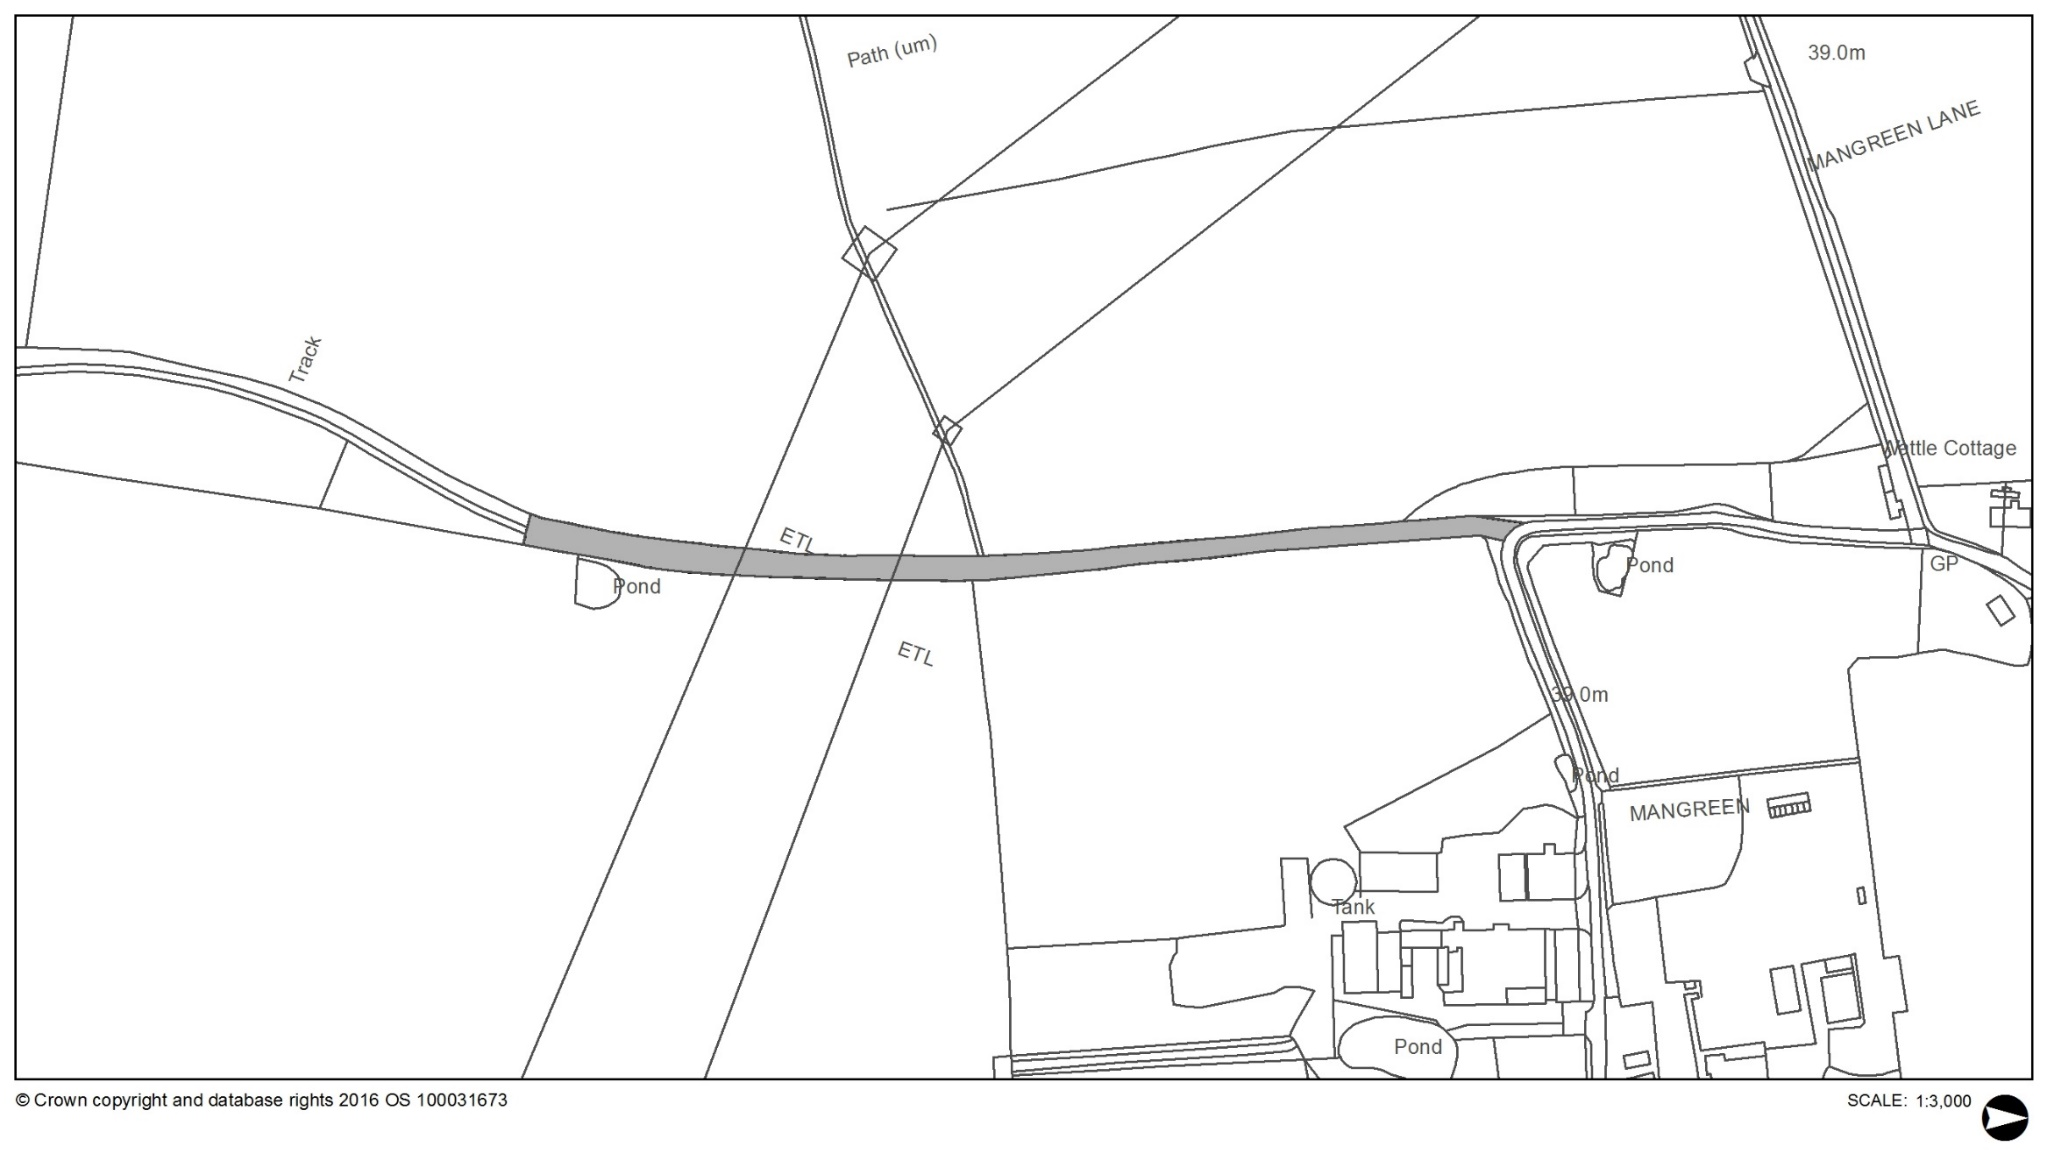 Path (um)
39.0m
MANGREEN LANE
Track
Nettle Cottage
ETL
GP
Pond
Pond
ETL
39.0m
Pond
MANGREEN
Tank
Pond
© Crown copyright and database rights 2016 OS 100031673
SCALE: 1:3,000